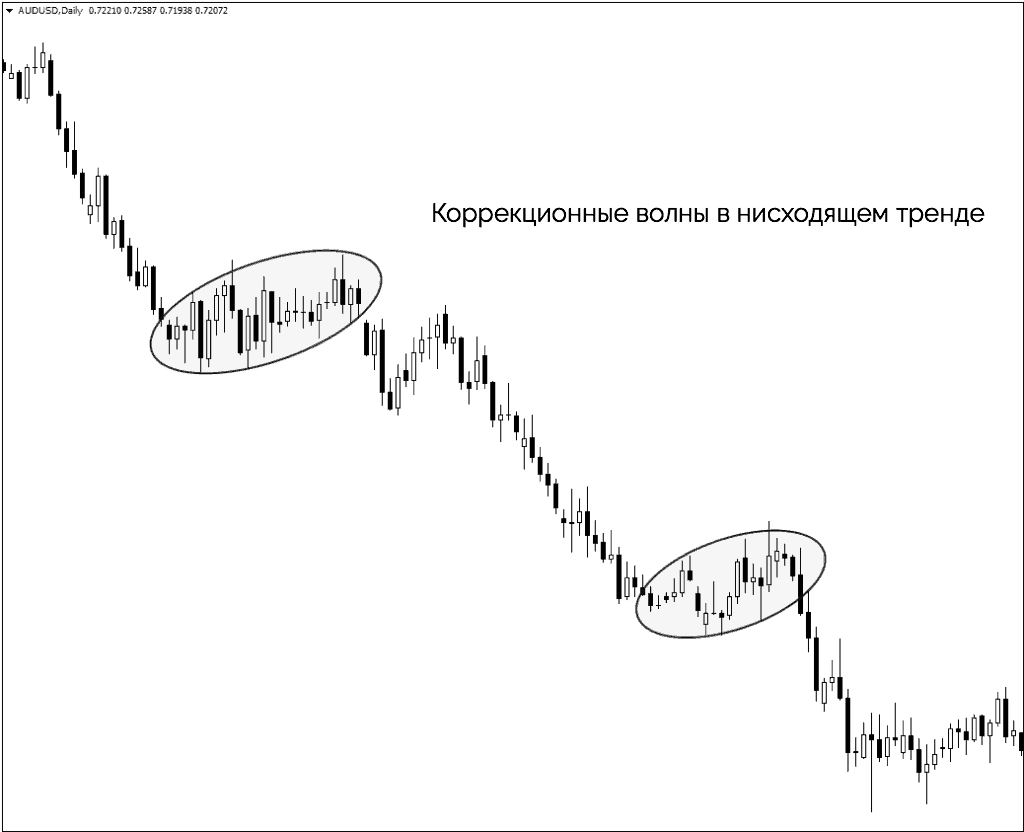 AUDUSD,Daily 0.72210 0.72587 0.71938 0.72072
Коррекционные волны в нисходящем тренде